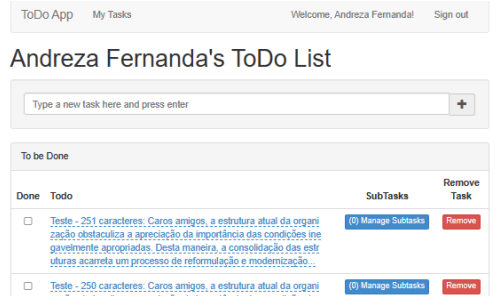 ToDo App My Tasks Welcome, Andreza Fernanda! Sign out
Andreza Fernanda's ToDo List
Type a new task here and press enter
To be Done
Done Todo SubTasks Remove Task
Teste - 251 caracteres: Caros amigos, a estrutura atual da organi
zação obstaculiza a apreciação da importância das condições ine
gavelmente apropriadas. Desta maneira, a consolidação das estr
uturas acarreta um processo de reformulação e modernização...
(0) Manage Subtasks Remove
Teste - 250 caracteres: Caros amigos, a estrutura atual da organi
(0) Manage Subtasks Remove